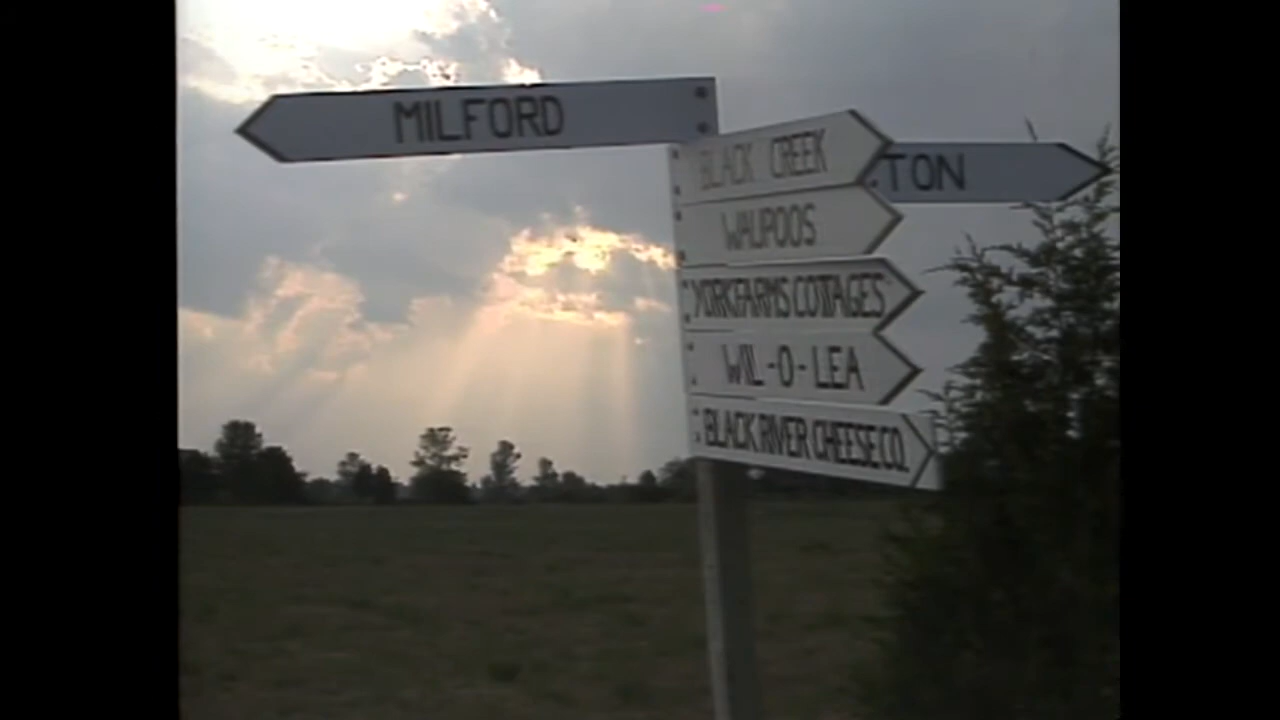 MILFORD
BLACK CREEK
TON
WAUPOOS
YORKFARMS COTTAGES
WIL-O-LEA
BLACK RIVER CHEESE CO.